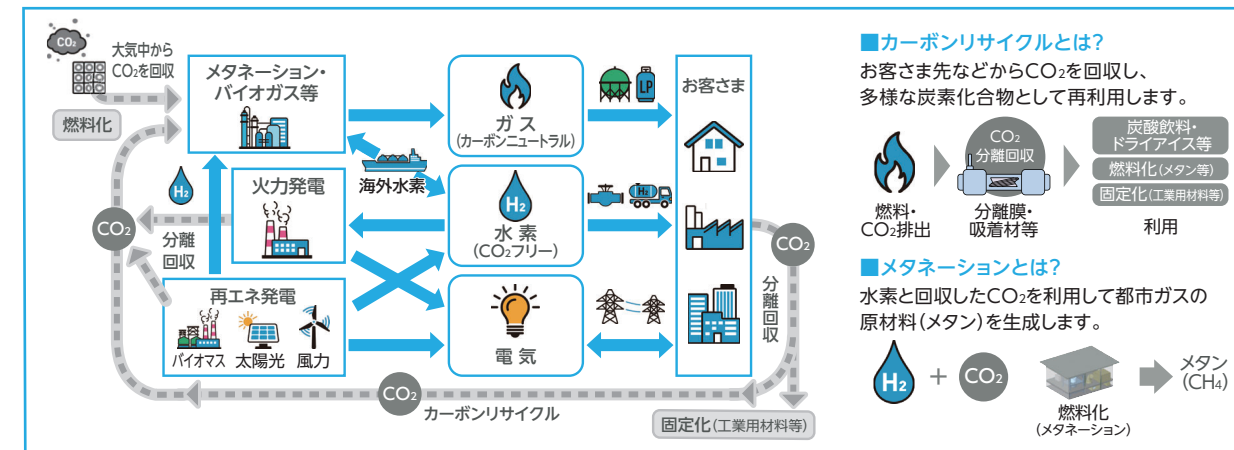 CO₂
大気中から
CO₂を回収
燃料化
メタネーション・
バイオガス等
H₂
火力発電
CO₂
分離
回収
再エネ発電
バイオマス 太陽光 風力
ガス
(カーボンニュートラル)
海外水素
H₂
水素
(CO₂フリー)
電気
LP
H₂
お客さま
CO₂
分離回収
CO₂
カーボンリサイクル
固定化(工業用材料等)
■カーボンリサイクルとは?
お客さま先などからCO₂を回収し、
多様な炭素化合物として再利用します。
燃料・
CO₂排出
CO₂
分離回収
分離膜・
吸着材等
炭酸飲料・
ドライアイス等
燃料化(メタン等)
固定化(工業用材料等)
利用
■メタネーションとは?
水素と回収したCO₂を利用して都市ガスの
原材料(メタン)を生成します。
H₂ + CO₂
燃料化
(メタネーション)
メタン
(CH₄)